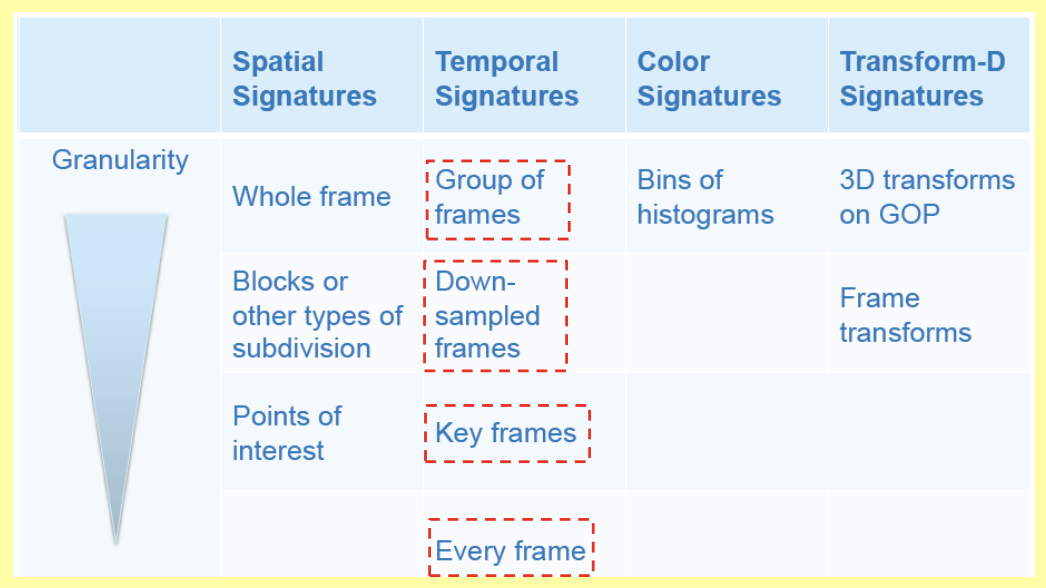 Spatial
Signatures
Temporal
Signatures
Color
Signatures
Transform-D
Signatures
Granularity
Whole frame
Group of
frames
Bins of
histograms
3D transforms
on GOP
Blocks or
other types of
subdivision
Down-
sampled
frames
Frame
transforms
Points of
interest
Key frames
Every frame